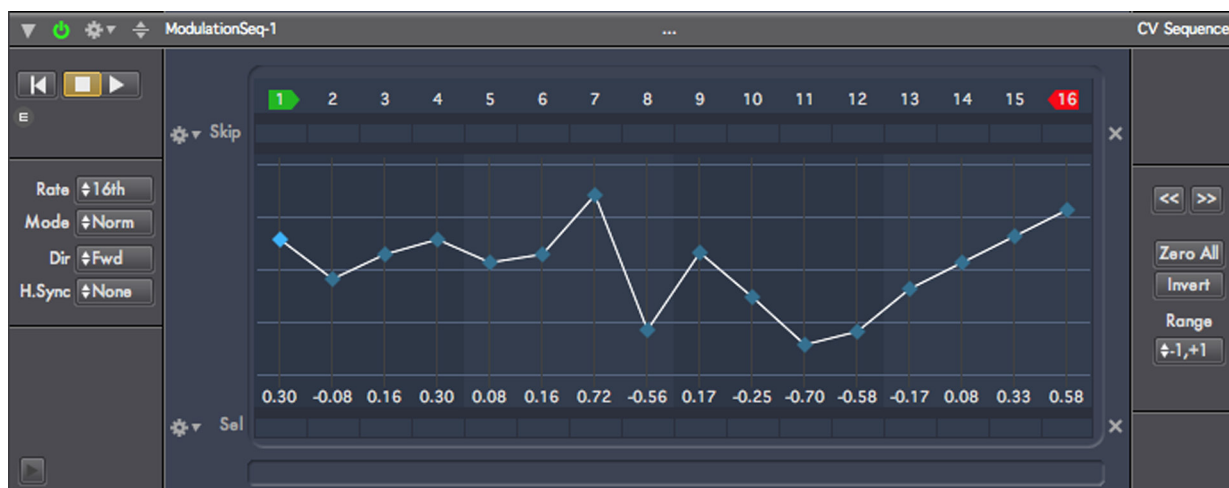 ModulationSeq-1 ... CV Sequence
1 2 3 4 5 6 7 8 9 10 11 12 13 14 15 16
E
Skip
Rate 16th
Mode Norm
Dir Fwd
H.Sync None
<< >>
Zero All
Invert
Range
-1,+1
0.30 -0.08 0.16 0.30 0.08 0.16 0.72 -0.56 0.17 -0.25 -0.70 -0.58 -0.17 0.08 0.33 0.58
Sel